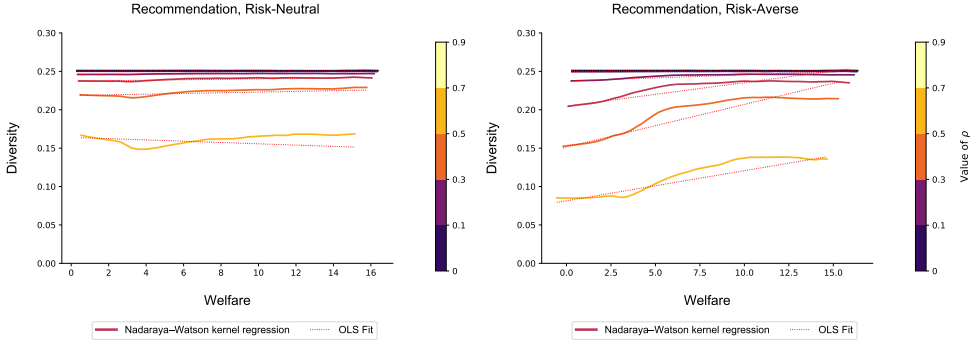 Recommendation, Risk-Neutral
0.30
0.25
0.20
0.15
0.10
0.05
0.00
Diversity
0 2 4 6 8 10 12 14 16
Welfare
0.9
0.7
0.5
0.3
0.1
0
Nadaraya–Watson kernel regression OLS Fit
Recommendation, Risk-Averse
0.30
0.25
0.20
0.15
0.10
0.05
0.00
Diversity
0.0 2.5 5.0 7.5 10.0 12.5 15.0
Welfare
0.9
0.7
0.5
0.3
0.1
0
Value of ρ
Nadaraya–Watson kernel regression OLS Fit